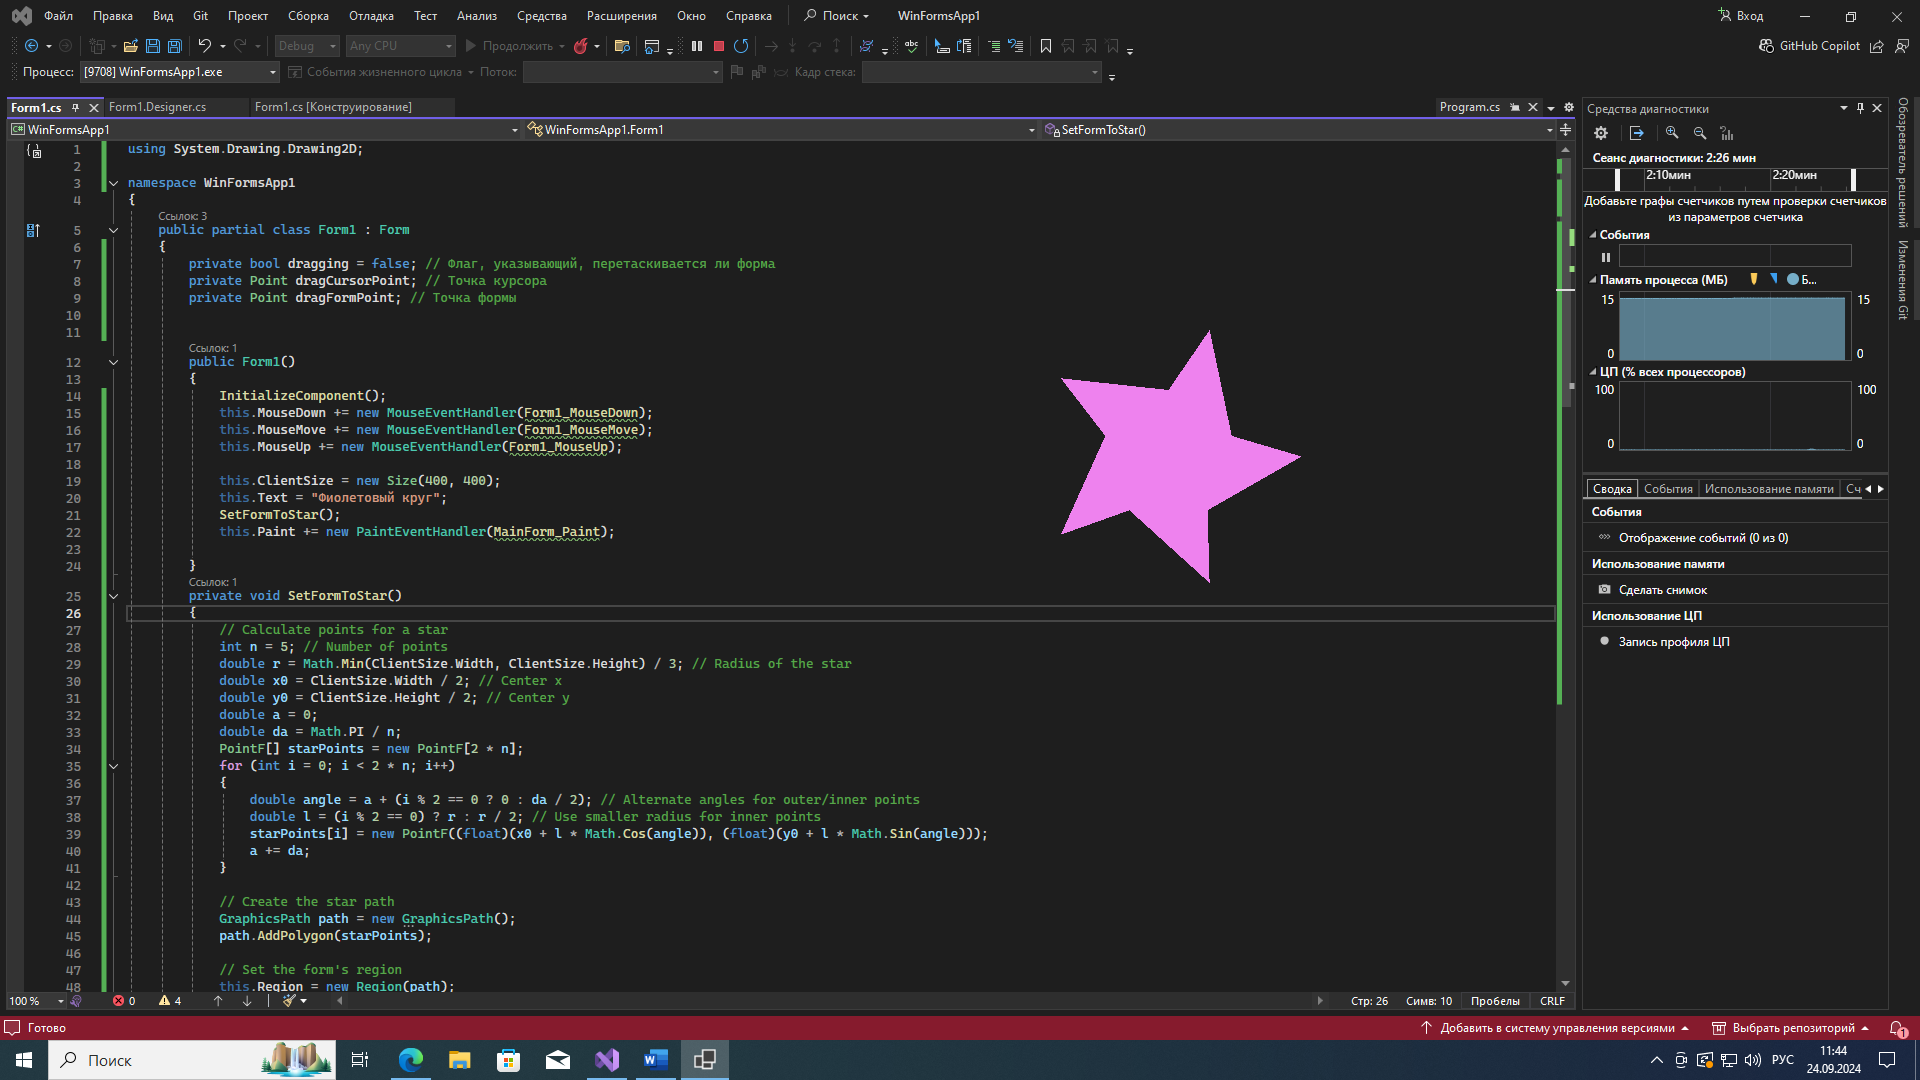 Файл Правка Вид Git Проект Сборка Отладка Тест Анализ Средства Расширения Окно Справка Поиск WinFormsApp1 Вход
Debug Any CPU Продолжить GitHub Copilot
Процесс: [9708] WinFormsApp1.exe События жизненного цикла Поток: Кадр стека:
Form1.cs Form1.Designer.cs Form1.cs [Конструирование] Program.cs
WinFormsApp1 WinFormsApp1.Form1 SetFormToStar()
1 using System.Drawing.Drawing2D;
2
3 namespace WinFormsApp1
4 {
Ссылок: 3
5 public partial class Form1 : Form
6 {
7 private bool dragging = false; // Флаг, указывающий, перетаскивается ли форма
8 private Point dragCursorPoint; // Точка курсора
9 private Point dragFormPoint; // Точка формы
10
11
Ссылок: 1
12 public Form1()
13 {
14 InitializeComponent();
15 this.MouseDown += new MouseEventHandler(Form1_MouseDown);
16 this.MouseMove += new MouseEventHandler(Form1_MouseMove);
17 this.MouseUp += new MouseEventHandler(Form1_MouseUp);
18
19 this.ClientSize = new Size(400, 400);
20 this.Text = "Фиолетовый круг";
21 SetFormToStar();
22 this.Paint += new PaintEventHandler(MainForm_Paint);
23
24 }
Ссылок: 1
25 private void SetFormToStar()
26 {
27 // Calculate points for a star
28 int n = 5; // Number of points
29 double r = Math.Min(ClientSize.Width, ClientSize.Height) / 3; // Radius of the star
30 double x0 = ClientSize.Width / 2; // Center x
31 double y0 = ClientSize.Height / 2; // Center y
32 double a = 0;
33 double da = Math.PI / n;
34 PointF[] starPoints = new PointF[2 * n];
35 for (int i = 0; i < 2 * n; i++)
36 {
37 double angle = a + (i % 2 == 0 ? 0 : da / 2); // Alternate angles for outer/inner points
38 double l = (i % 2 == 0) ? r : r / 2; // Use smaller radius for inner points
39 starPoints[i] = new PointF((float)(x0 + l * Math.Cos(angle)), (float)(y0 + l * Math.Sin(angle)));
40 a += da;
41 }
42
43 // Create the star path
44 GraphicsPath path = new GraphicsPath();
45 path.AddPolygon(starPoints);
46
47 // Set the form's region
48 this.Region = new Region(path);
100 % 0 4 Стр: 26 Симв: 10 Пробелы CRLF
Средства диагностики
Сеанс диагностики: 2:26 мин
2:10мин 2:20мин
Добавьте графы счетчиков путем проверки счетчиков
из параметров счетчика
События
Память процесса (МБ) Б...
15 15
0 0
ЦП (% всех процессоров)
100 100
0 0
Сводка События Использование памяти Сч
События
Отображение событий (0 из 0)
Использование памяти
Сделать снимок
Использование ЦП
Запись профиля ЦП
Обозреватель решений
Изменения Git
Готово Добавить в систему управления версиями Выбрать репозиторий 1
Поиск РУС 11:44
24.09.2024